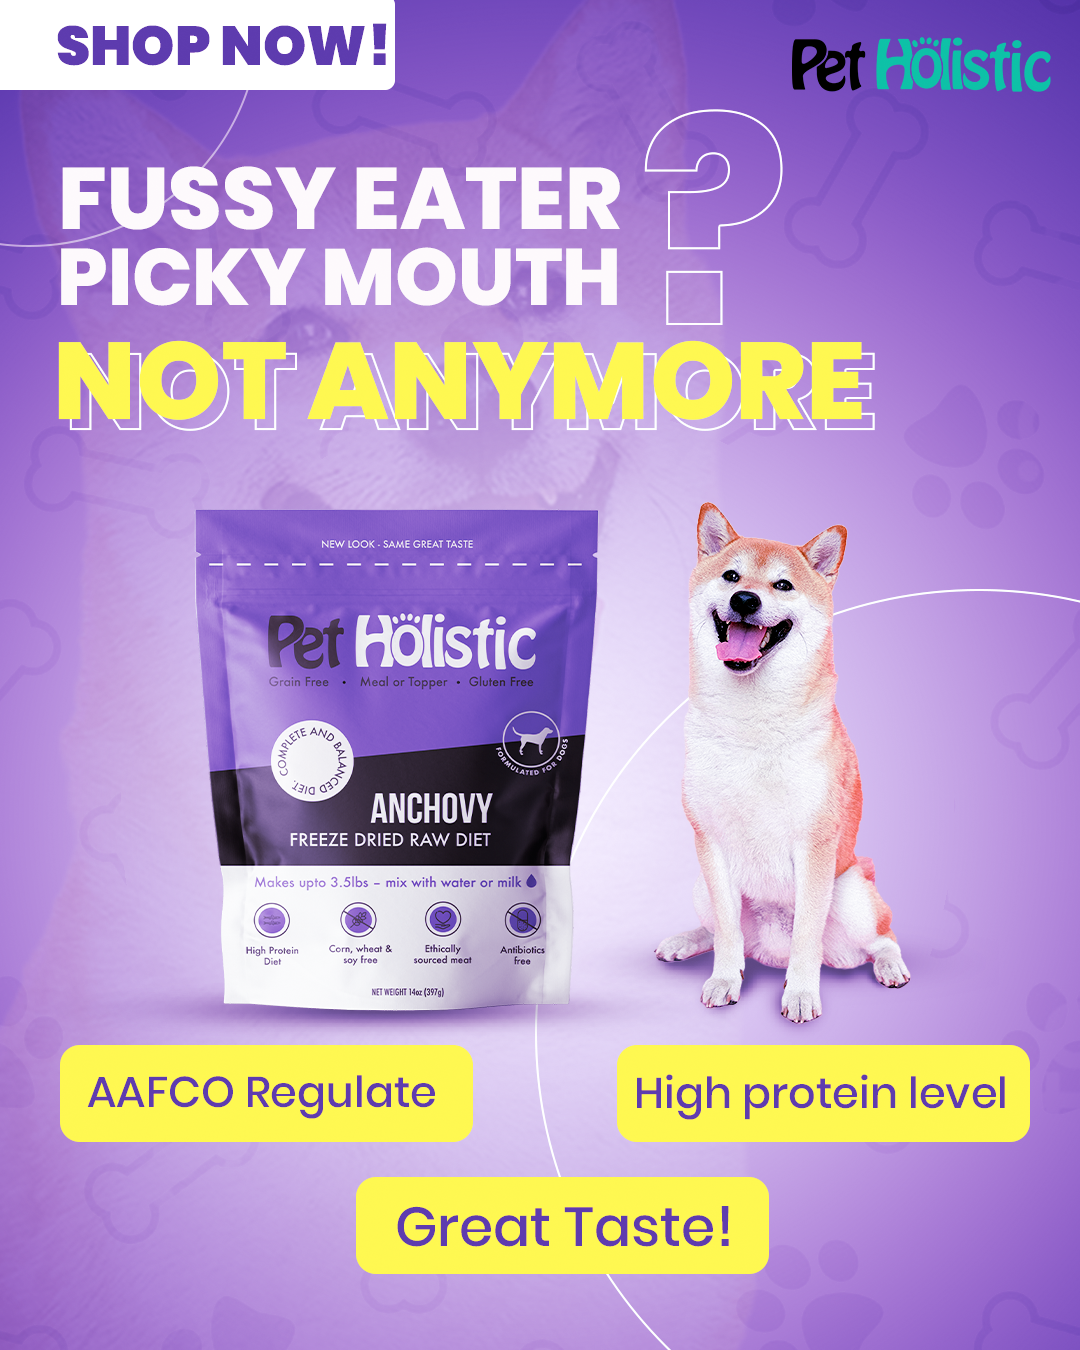 SHOP NOW!
Pet Holistic
FUSSY EATER
PICKY MOUTH
?
NOT ANYMORE
NEW LOOK - SAME GREAT TASTE
Pet Holistic
Grain Free • Meal or Topper • Gluten Free
COMPLETE AND BALANCED DIET.
FORMULATED FOR DOGS
ANCHOVY
FREEZE DRIED RAW DIET
Makes upto 3.5lbs – mix with water or milk
High Protein
Diet
Corn, wheat &
soy free
Ethically
sourced meat
Antibiotics
free
NET WEIGHT 14oz (397g)
AAFCO Regulate
High protein level
Great Taste!